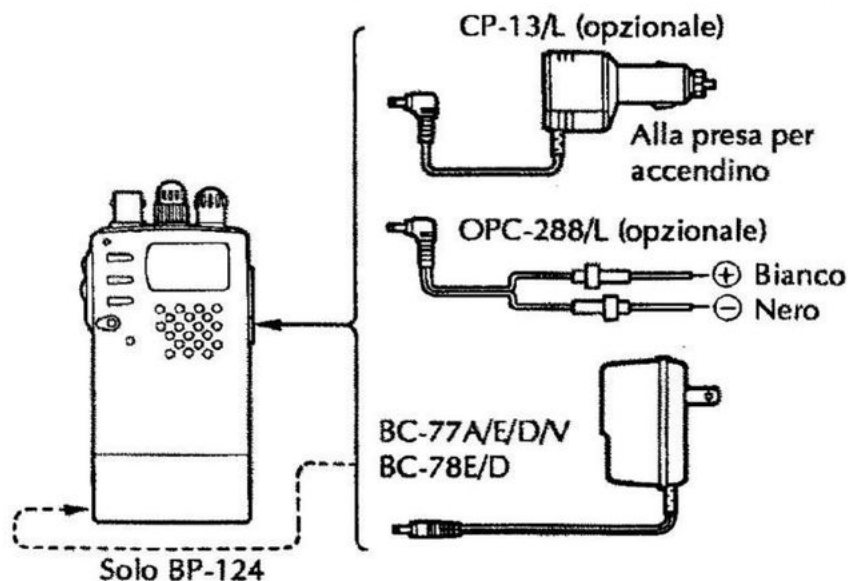 CP-13/L (opzionale)
Alla presa per
accendino
OPC-288/L (opzionale)
⊕ Bianco
⊖ Nero
BC-77A/E/D/V
BC-78E/D
Solo BP-124